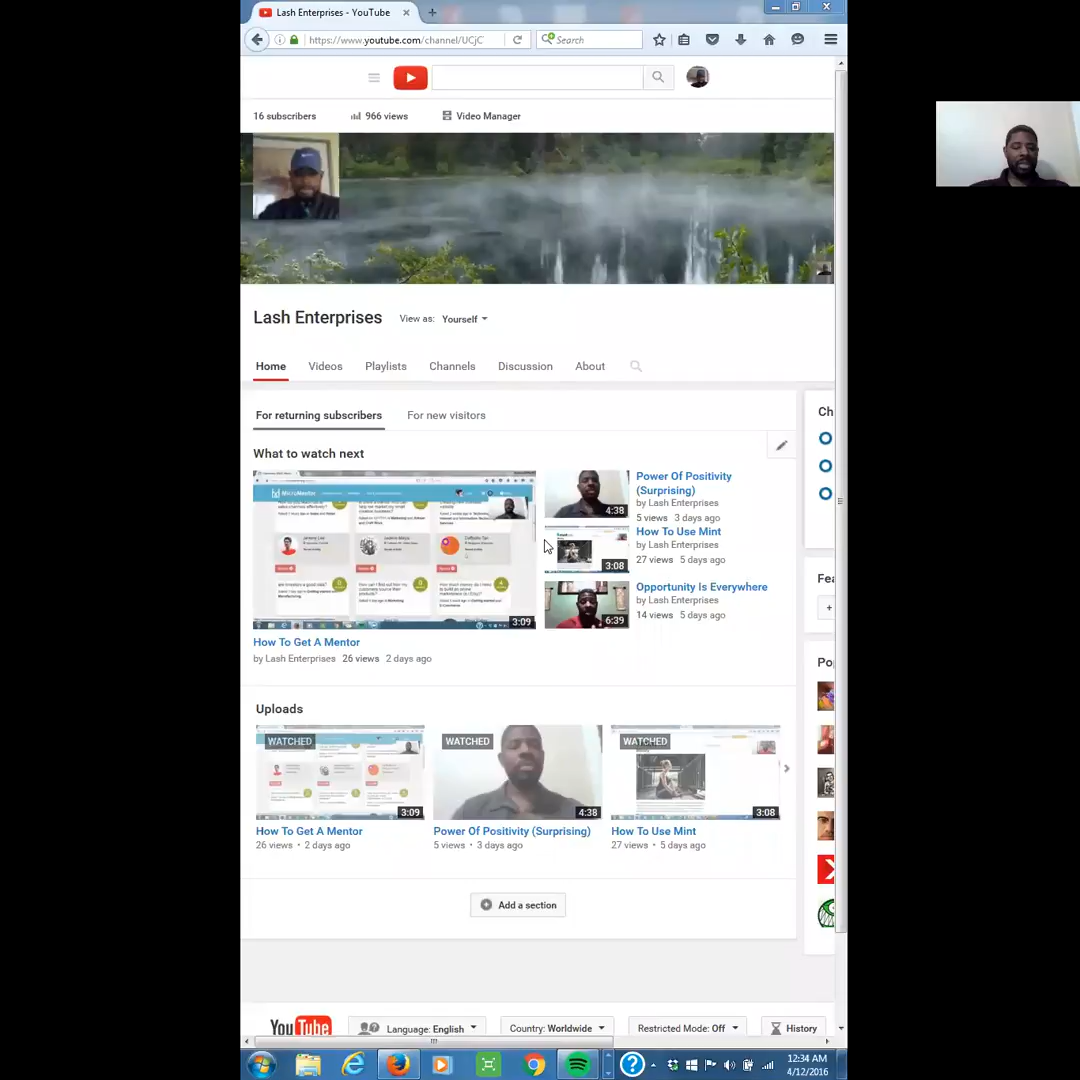 Lash Enterprises - YouTube
https://www.youtube.com/channel/UCjC
Search
16 subscribers
966 views
Video Manager
Lash Enterprises
View as: Yourself
Home
Videos
Playlists
Channels
Discussion
About
For returning subscribers
For new visitors
Ch
What to watch next
MicroMentor
3:09
How To Get A Mentor
by Lash Enterprises 26 views 2 days ago
4:38
Power Of Positivity
(Surprising)
by Lash Enterprises
5 views 3 days ago
3:08
How To Use Mint
by Lash Enterprises
27 views 5 days ago
6:39
Opportunity Is Everywhere
by Lash Enterprises
14 views 5 days ago
Fea
+
Po
Uploads
WATCHED
3:09
How To Get A Mentor
26 views • 2 days ago
WATCHED
4:38
Power Of Positivity (Surprising)
5 views • 3 days ago
WATCHED
3:08
How To Use Mint
27 views • 5 days ago
Add a section
YouTube
Language: English
Country: Worldwide
Restricted Mode: Off
History
12:34 AM
4/12/2016